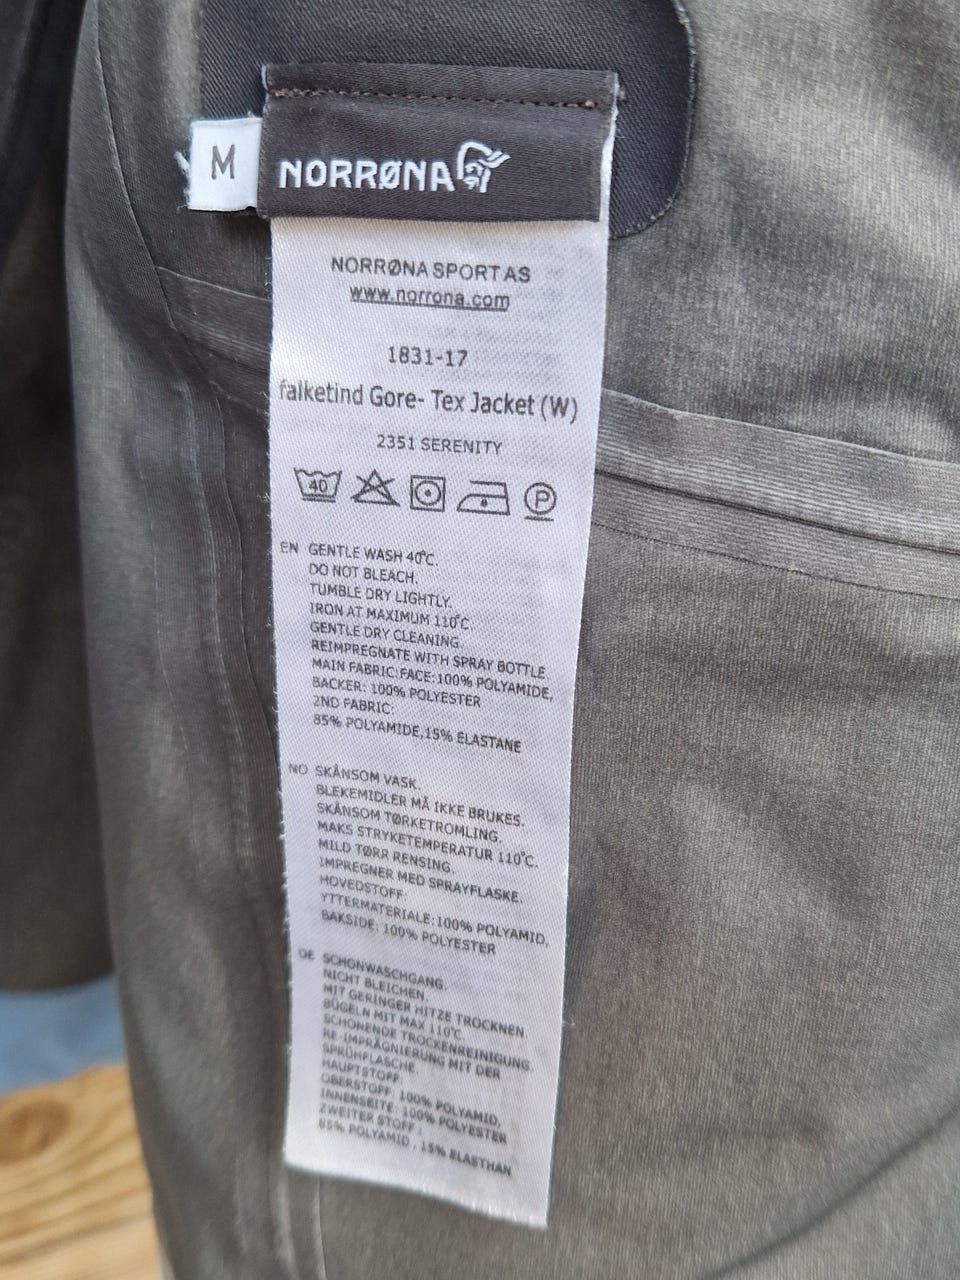 M
NORRØNA
NORRØNA SPORT AS
www.norrona.com
1831-17
falketind Gore- Tex Jacket (W)
2351 SERENITY
40
P
EN GENTLE WASH 40°C.
DO NOT BLEACH.
TUMBLE DRY LIGHTLY.
IRON AT MAXIMUM 110°C.
GENTLE DRY CLEANING.
REIMPREGNATE WITH SPRAY BOTTLE.
MAIN FABRIC:FACE:100% POLYAMIDE,
BACKER: 100% POLYESTER
2ND FABRIC:
85% POLYAMIDE,15% ELASTANE
NO SKÅNSOM VASK.
BLEKEMIDLER MÅ IKKE BRUKES.
SKÅNSOM TØRKETROMLING.
MAKS STRYKETEMPERATUR 110°C.
MILD TØRR RENSING.
IMPREGNER MED SPRAYFLASKE.
HOVEDSTOFF:
YTTERMATERIALE:100% POLYAMID,
BAKSIDE: 100% POLYESTER
DE SCHONWASCHGANG.
NICHT BLEICHEN.
MIT GERINGER HITZE TROCKNEN.
BÜGELN MIT MAX 110°C.
SCHONENDE TROCKENREINIGUNG.
RE-IMPRÄGNIERUNG MIT DER
SPRÜHFLASCHE.
HAUPTSTOFF:
OBERSTOFF: 100% POLYAMID,
INNENSEITE: 100% POLYESTER
ZWEITER STOFF :
85% POLYAMID , 15% ELASTHAN